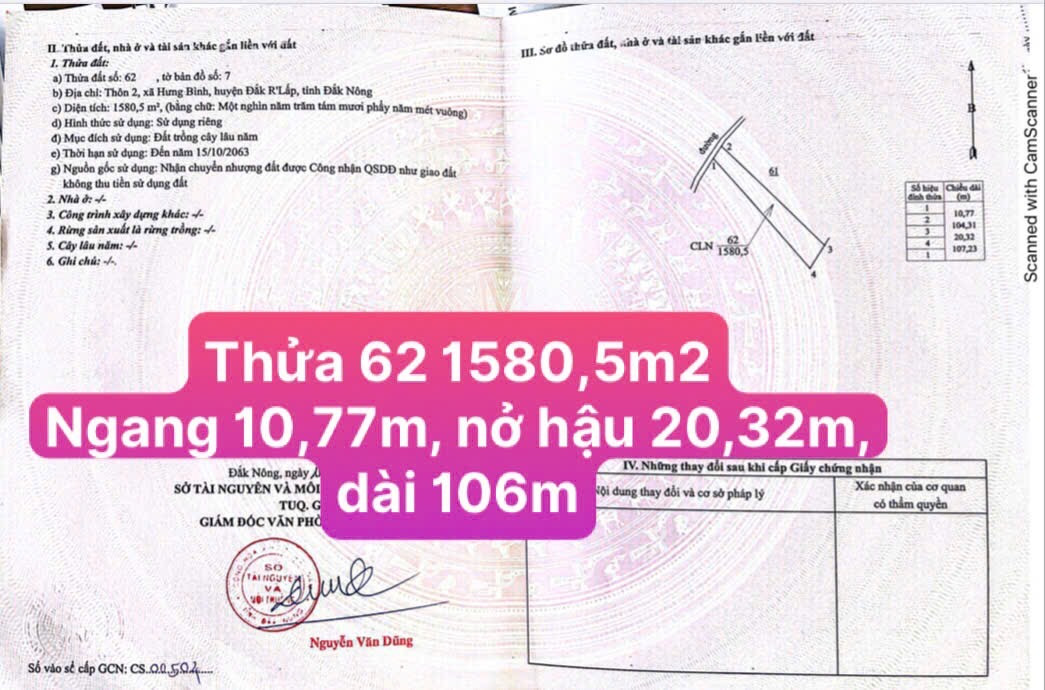 II. Thửa đất, nhà ở và tài sản khác gắn liền với đất
1. Thửa đất:
a) Thửa đất số: 62 , tờ bản đồ số: 7
b) Địa chỉ: Thôn 2, xã Hưng Bình, huyện Đắk R'Lấp, tỉnh Đắk Nông
c) Diện tích: 1580,5 m², (bằng chữ: Một nghìn năm trăm tám mươi phẩy năm mét vuông)
d) Hình thức sử dụng: Sử dụng riêng
đ) Mục đích sử dụng: Đất trồng cây lâu năm
e) Thời hạn sử dụng: Đến năm 15/10/2063
g) Nguồn gốc sử dụng: Nhận chuyển nhượng đất được Công nhận QSDĐ như giao đất
không thu tiền sử dụng đất
2. Nhà ở: -/-
3. Công trình xây dựng khác: -/-
4. Rừng sản xuất là rừng trồng: -/-
5. Cây lâu năm: -/-
6. Ghi chú: -/-.
III. Sơ đồ thửa đất, nhà ở và tài sản khác gắn liền với đất
B
đường
1
2
61
3
4
CLN 62
1580,5
Số hiệu đỉnh thửa Chiều dài (m)
1
10,77
2
104,31
3
20,32
4
107,23
1
Scanned with CamScanner
Thửa 62 1580,5m2
Ngang 10,77m, nở hậu 20,32m,
dài 106m
Đắk Nông, ngày
SỞ TÀI NGUYÊN VÀ MÔI
TUQ. G
GIÁM ĐỐC VĂN PHÒ
SỞ
TÀI NGUYÊN
VÀ
Nguyễn Văn Dũng
Số vào sổ cấp GCN: CS.00504
IV. Những thay đổi sau khi cấp Giấy chứng nhận
Nội dung thay đổi và cơ sở pháp lý
Xác nhận của cơ quan
có thẩm quyền